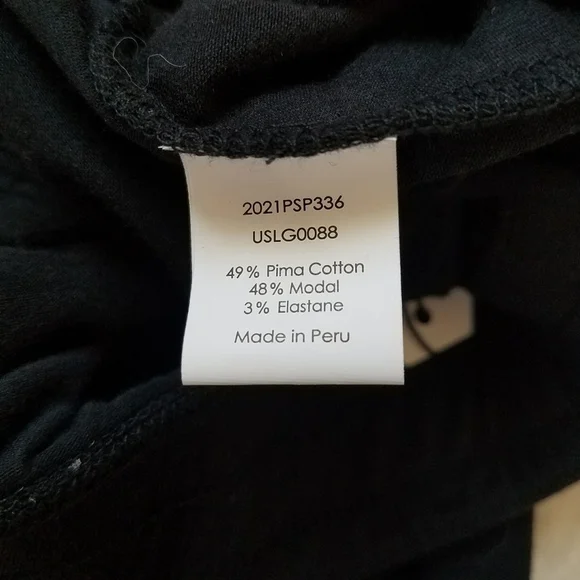 2021PSP336
USLG0088
49% Pima Cotton
48% Modal
3% Elastane
Made in Peru